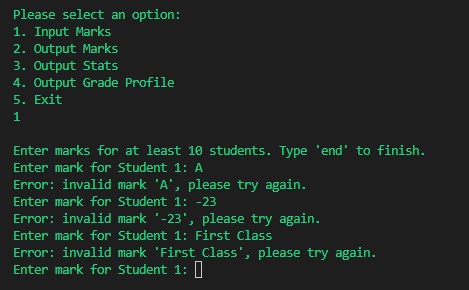 Please select an option:
1. Input Marks
2. Output Marks
3. Output Stats
4. Output Grade Profile
5. Exit
1
Enter marks for at least 10 students. Type 'end' to finish.
Enter mark for Student 1: A
Error: invalid mark 'A', please try again.
Enter mark for Student 1: -23
Error: invalid mark '-23', please try again.
Enter mark for Student 1: First Class
Error: invalid mark 'First Class', please try again.
Enter mark for Student 1: